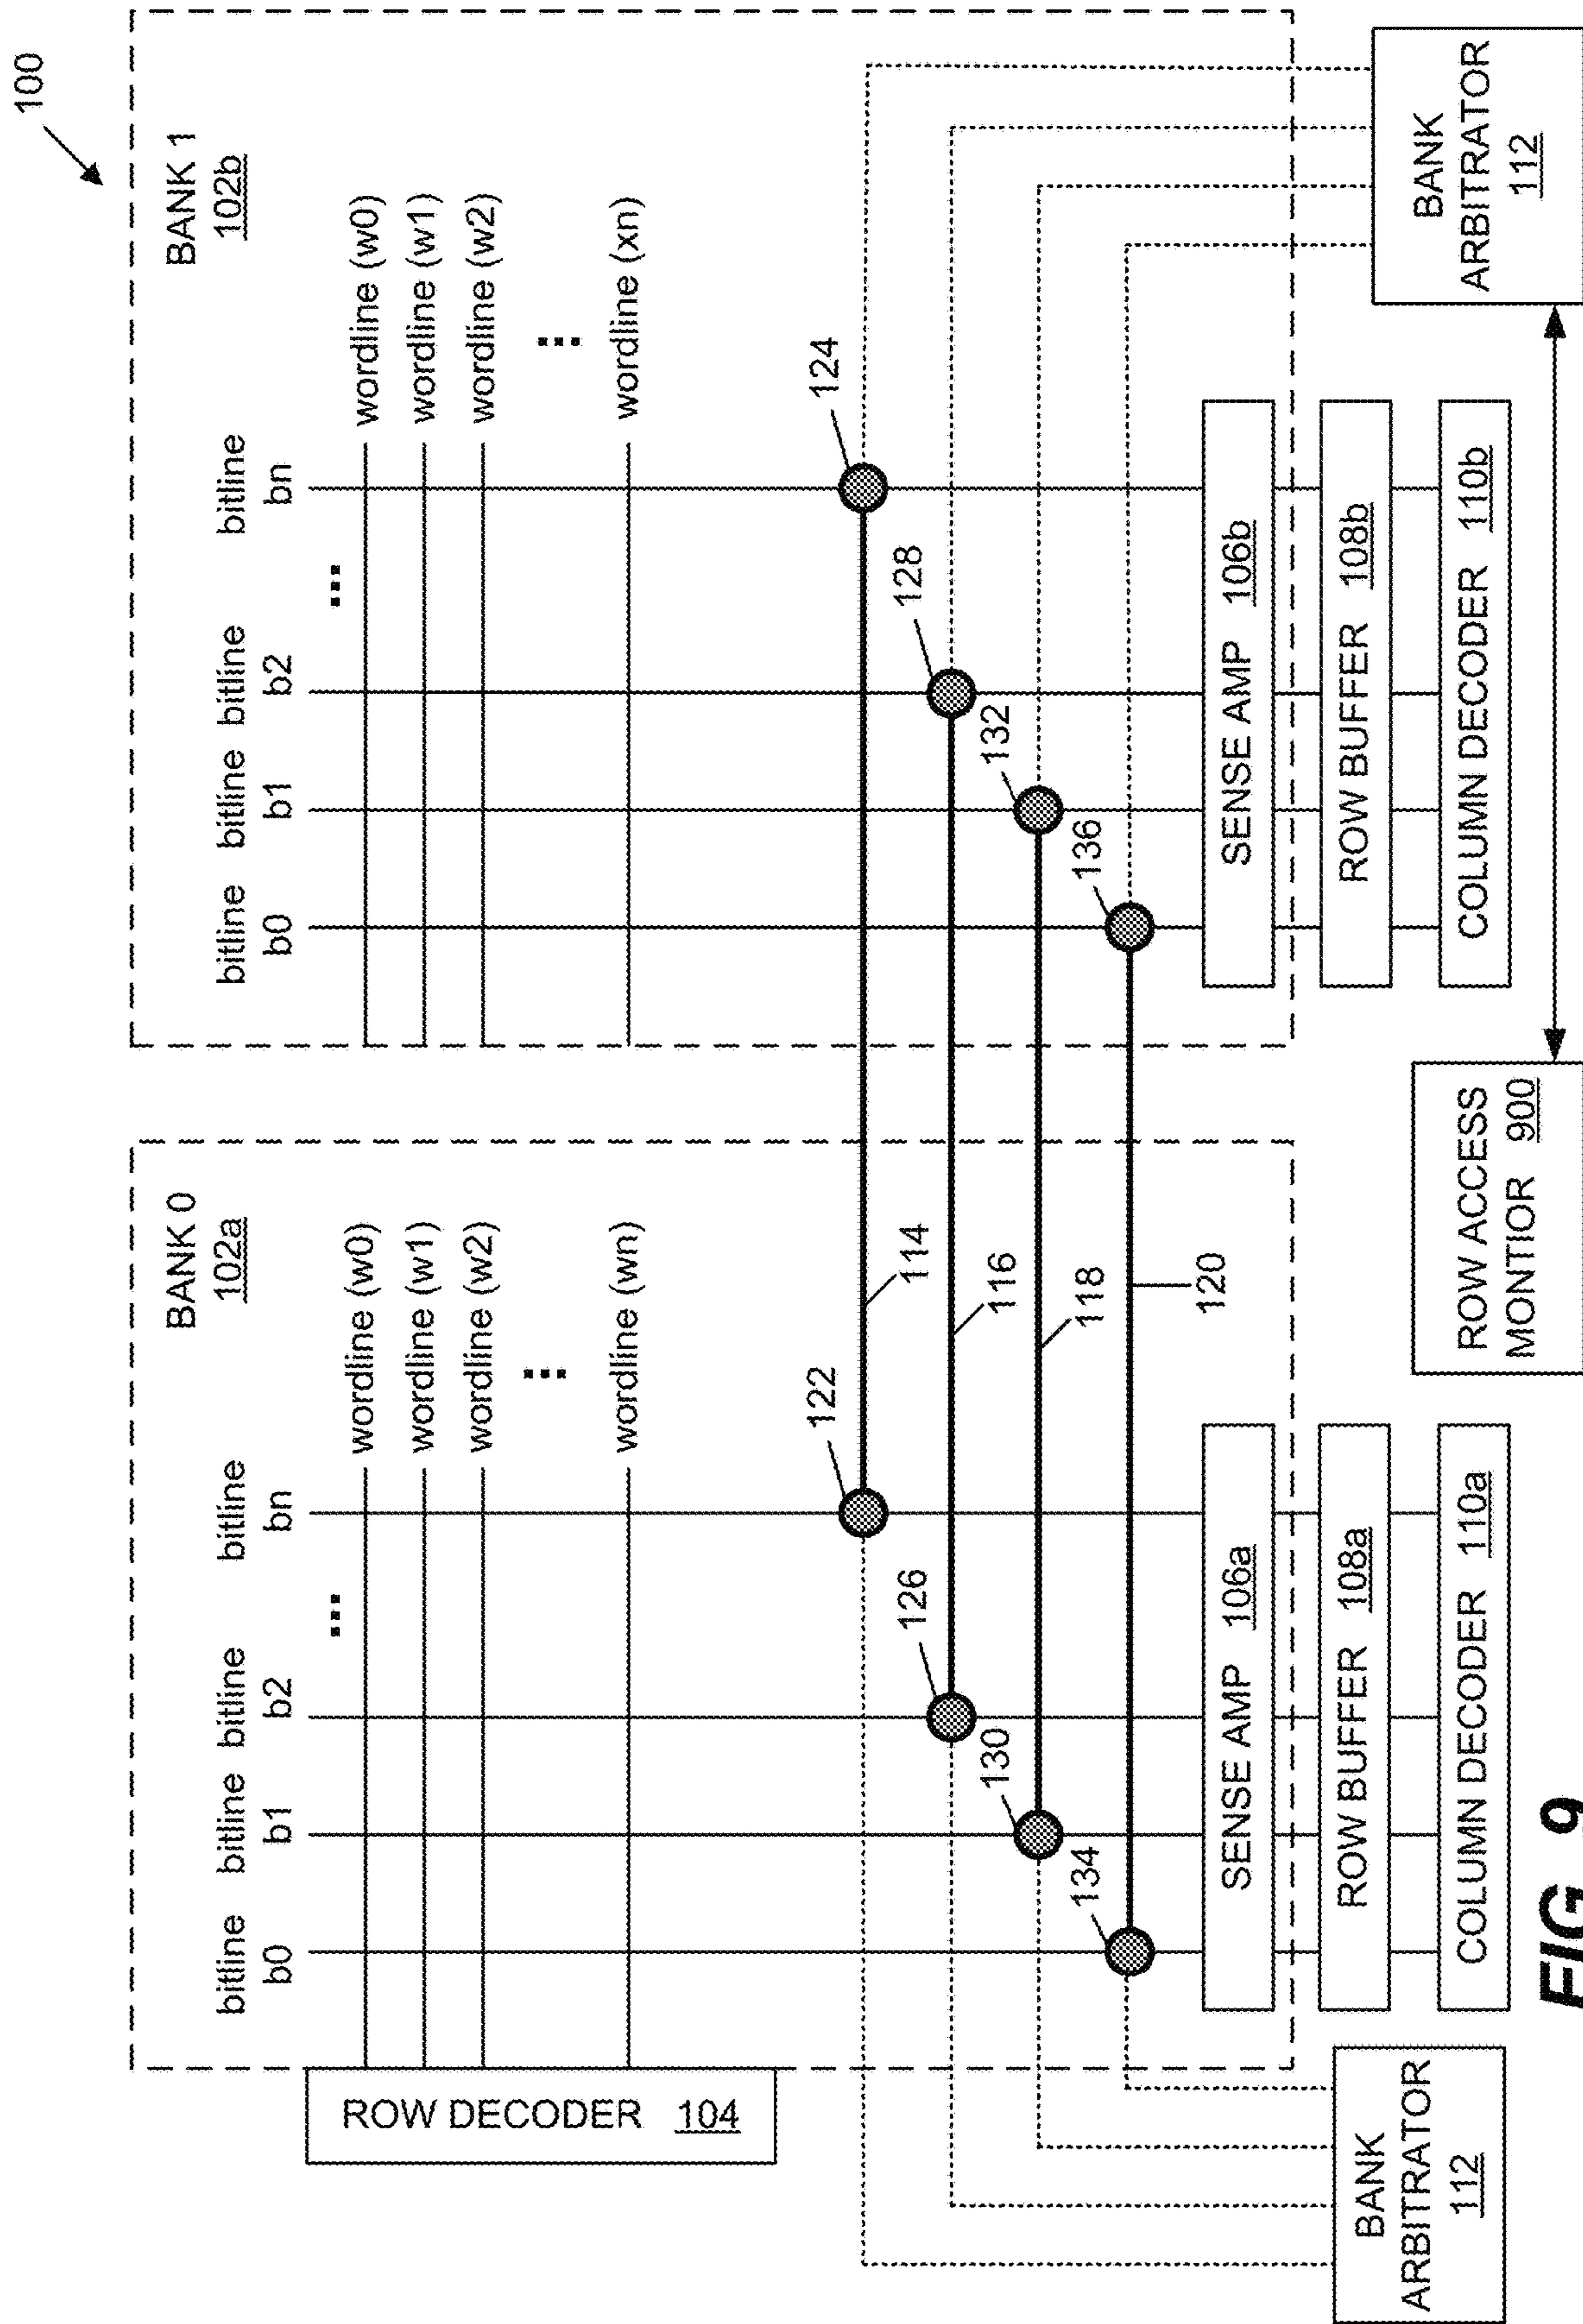 100
BANK 0
102a
bitline bitline bitline bitline
b0 b1 b2 ... bn
wordline (w0)
wordline (w1)
wordline (w2)
...
wordline (wn)
ROW DECODER 104
122
126
130
134
114
116
118
120
SENSE AMP 106a
ROW BUFFER 108a
COLUMN DECODER 110a
BANK
ARBITRATOR
112
BANK 1
102b
bitline bitline bitline bitline
b0 b1 b2 ... bn
wordline (w0)
wordline (w1)
wordline (w2)
...
wordline (xn)
124
128
132
136
SENSE AMP 106b
ROW BUFFER 108b
COLUMN DECODER 110b
BANK
ARBITRATOR
112
ROW ACCESS
MONTIOR 900
FIG 9